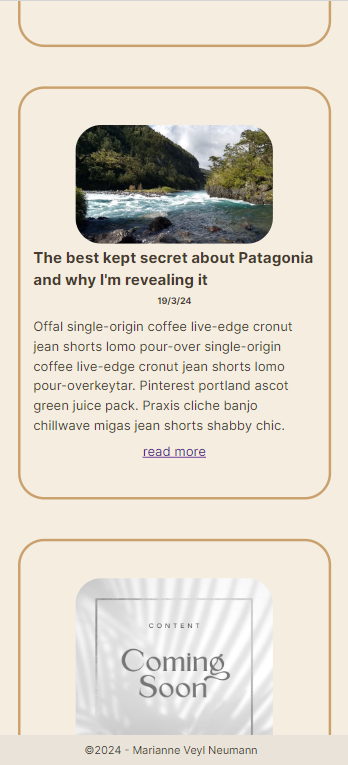 The best kept secret about Patagonia
and why I'm revealing it
19/3/24
Offal single-origin coffee live-edge cronut
jean shorts lomo pour-over single-origin
coffee live-edge cronut jean shorts lomo
pour-overkeytar. Pinterest portland ascot
green juice pack. Praxis cliche banjo
chillwave migas jean shorts shabby chic.
read more
CONTENT
Coming
Soon
©2024 - Marianne Veyl Neumann